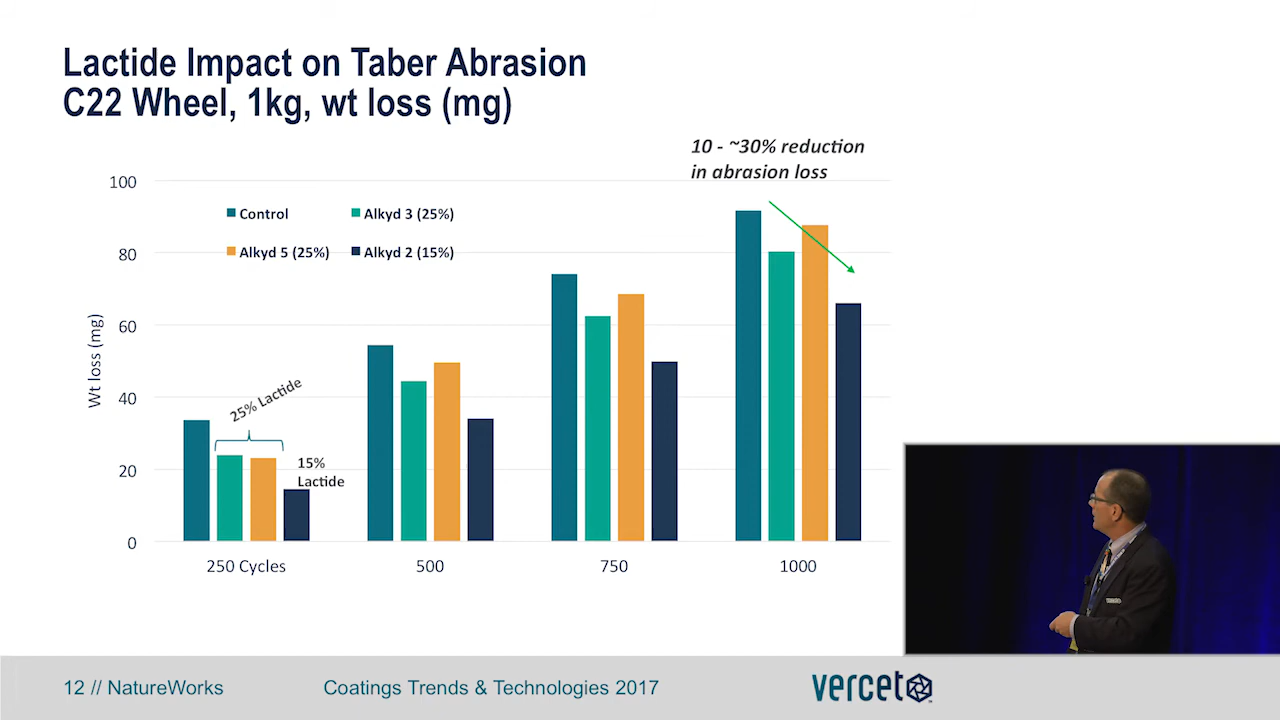 Lactide Impact on Taber Abrasion
C22 Wheel, 1kg, wt loss (mg)
10 - ~30% reduction
in abrasion loss
100
80
60
40
20
0
Wt loss (mg)
Control
Alkyd 3 (25%)
Alkyd 5 (25%)
Alkyd 2 (15%)
25% Lactide
15%
Lactide
250 Cycles
500
750
1000
12 // NatureWorks
Coatings Trends & Technologies 2017
vercet